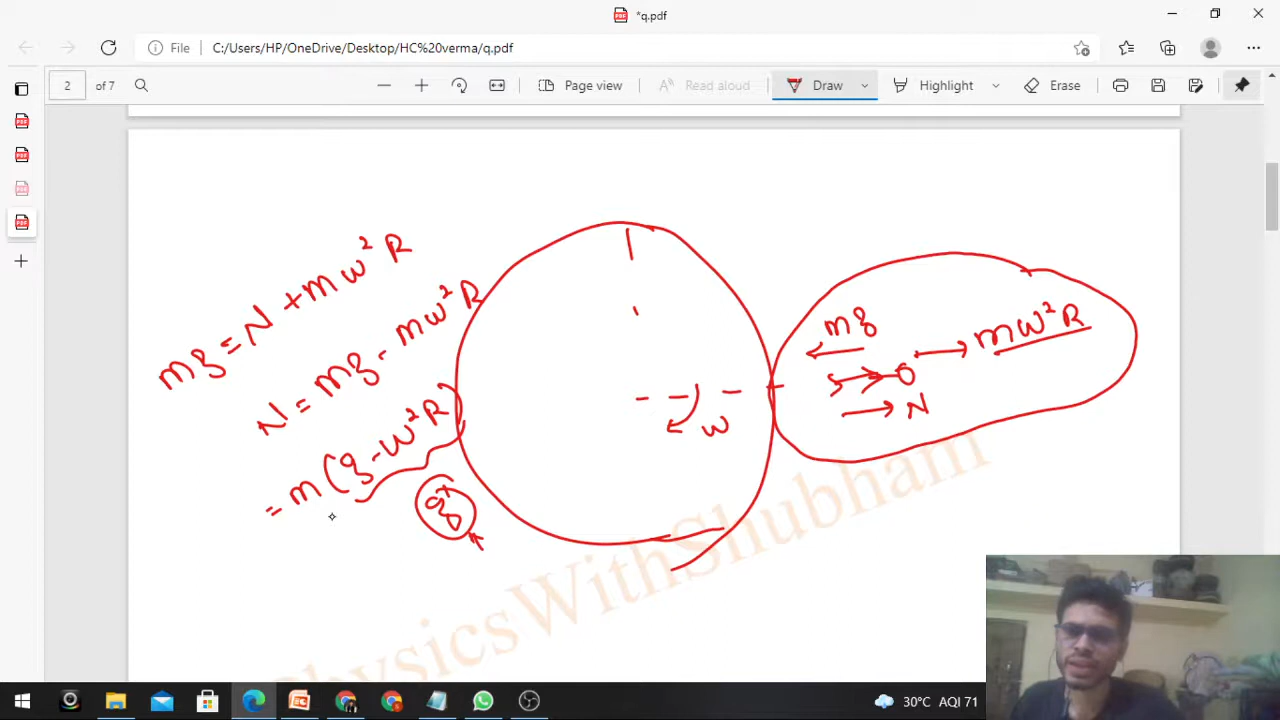 *q.pdf
File
C:/Users/HP/OneDrive/Desktop/HC%20verma/q.pdf
2 of 7
Page view
Read aloud
Draw
Highlight
Erase
mg = N + mω²R
N = mg - mω²R
= m(g - ω²R)
g*
ω
mg
mω²R
N
PhysicsWithShubham
30°C AQI 71